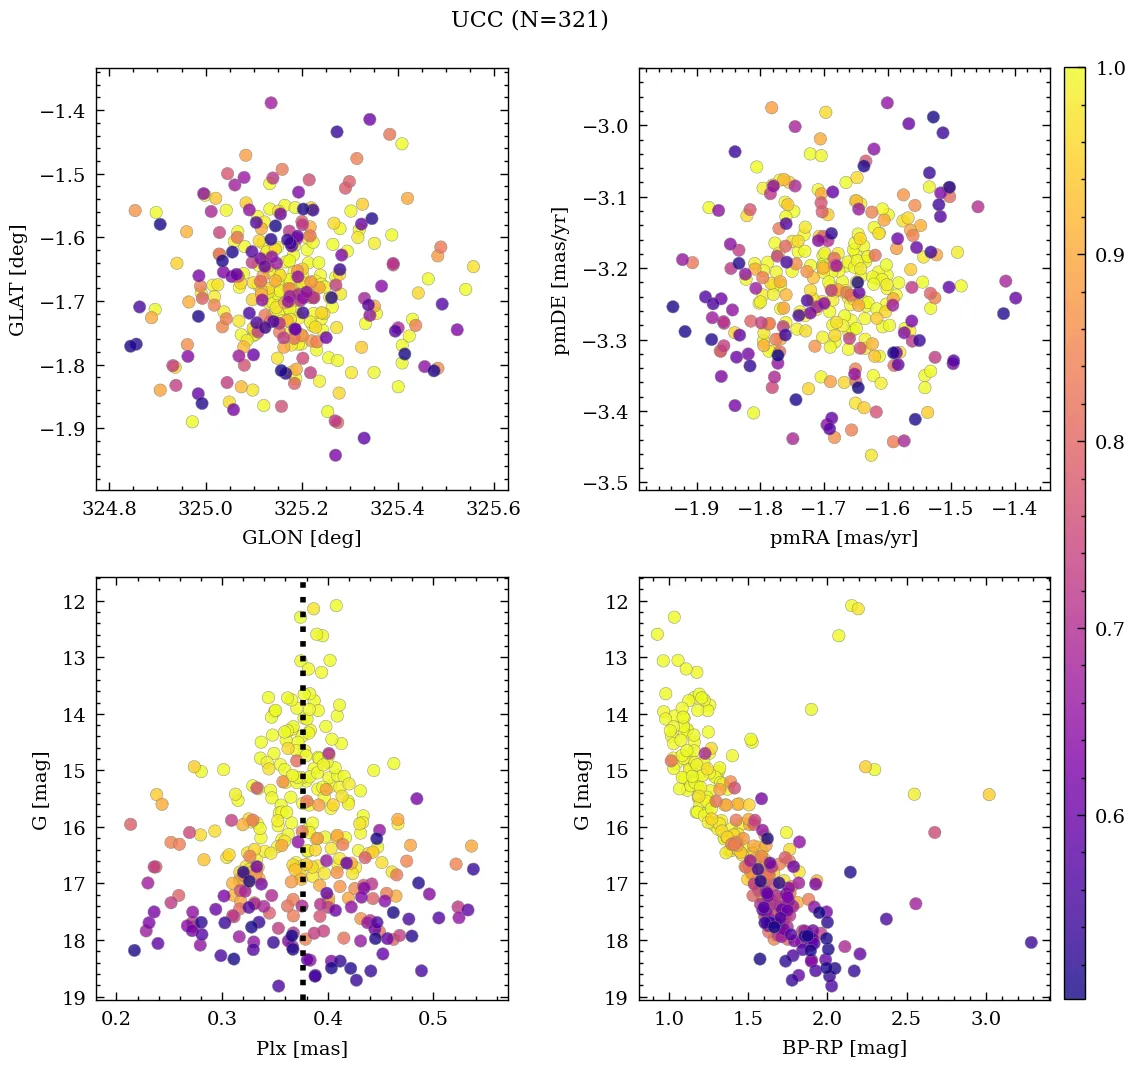 UCC (N=321)
−1.4
−1.5
−1.6
−1.7
−1.8
−1.9
GLAT [deg]
324.8 325.0 325.2 325.4 325.6
GLON [deg]
−3.0
−3.1
−3.2
−3.3
−3.4
−3.5
pmDE [mas/yr]
−1.9 −1.8 −1.7 −1.6 −1.5 −1.4
pmRA [mas/yr]
12
13
14
15
16
17
18
19
G [mag]
0.2 0.3 0.4 0.5
Plx [mas]
12
13
14
15
16
17
18
19
G [mag]
1.0 1.5 2.0 2.5 3.0
BP-RP [mag]
1.0
0.9
0.8
0.7
0.6